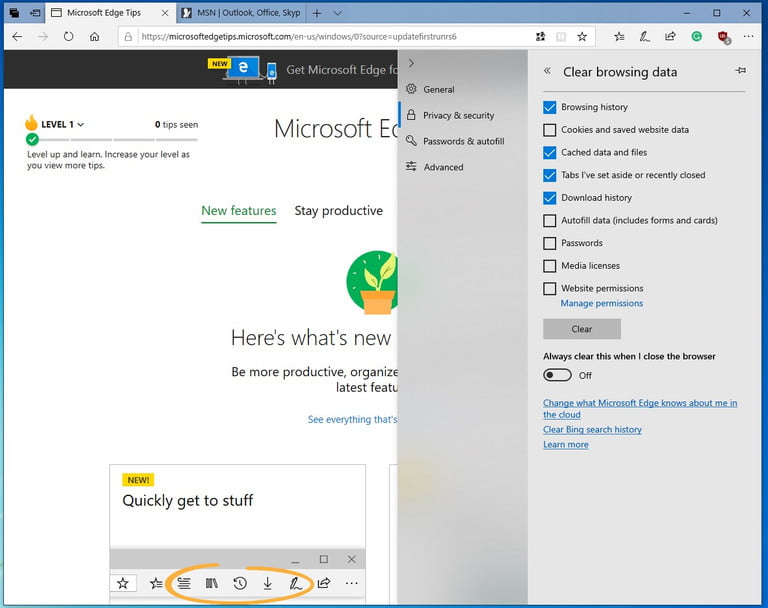 Microsoft Edge Tips
MSN | Outlook, Office, Skyp
https://microsoftedgetips.microsoft.com/en-us/windows/0?source=updatefirstrunrs6
NEW
Get Microsoft Edge fo
LEVEL 1
0 tips seen
Level up and learn. Increase your level as
you view more tips.
Microsoft Ed
New features
Stay productive
Here's what's new
Be more productive, organize
latest featu
See everything that's
NEW!
Quickly get to stuff
General
Privacy & security
Passwords & autofill
Advanced
Clear browsing data
Browsing history
Cookies and saved website data
Cached data and files
Tabs I've set aside or recently closed
Download history
Autofill data (includes forms and cards)
Passwords
Media licenses
Website permissions
Manage permissions
Clear
Always clear this when I close the browser
Off
Change what Microsoft Edge knows about me in
the cloud
Clear Bing search history
Learn more